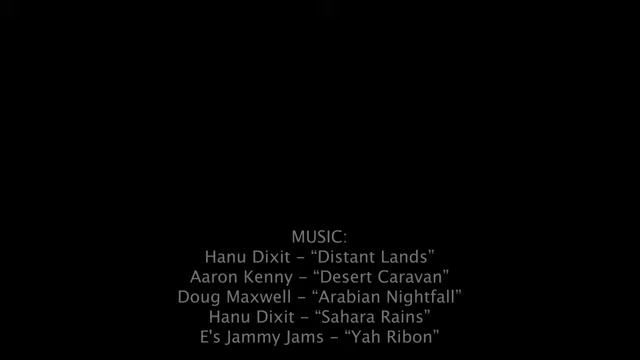 MUSIC:
Hanu Dixit – “Distant Lands”
Aaron Kenny – “Desert Caravan”
Doug Maxwell – “Arabian Nightfall”
Hanu Dixit – “Sahara Rains”
E's Jammy Jams – “Yah Ribon”